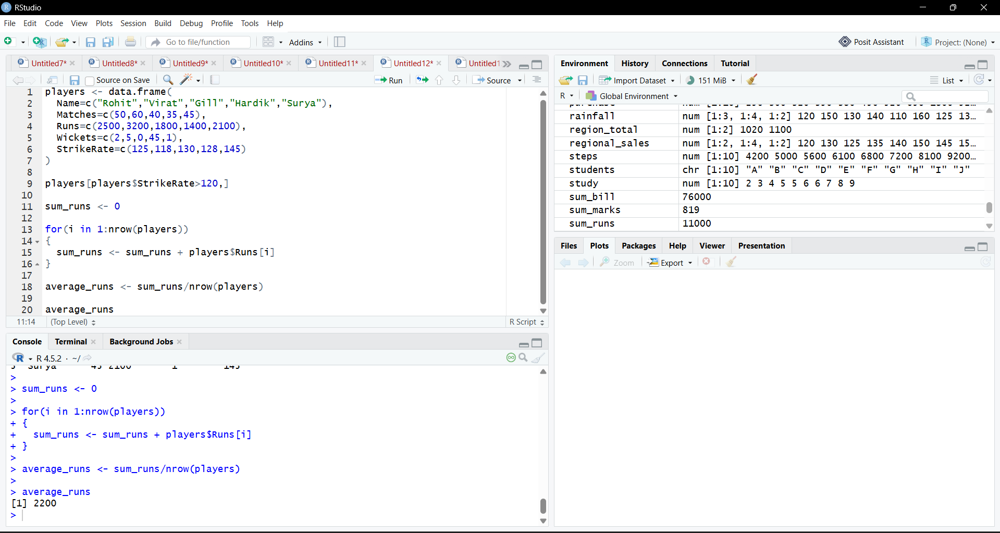 RStudio
File Edit Code View Plots Session Build Debug Profile Tools Help
Go to file/function Addins Posit Assistant Project: (None)
Untitled7* Untitled8* Untitled9* Untitled10* Untitled11* Untitled12* Untitled1
Source on Save Run Source
1 players <- data.frame(
2 Name=c("Rohit","Virat","Gill","Hardik","Surya"),
3 Matches=c(50,60,40,35,45),
4 Runs=c(2500,3200,1800,1400,2100),
5 Wickets=c(2,5,0,45,1),
6 StrikeRate=c(125,118,130,128,145)
7 )
8
9 players[players$StrikeRate>120,]
10
11 sum_runs <- 0
12
13 for(i in 1:nrow(players))
14 {
15 sum_runs <- sum_runs + players$Runs[i]
16 }
17
18 average_runs <- sum_runs/nrow(players)
19
20 average_runs
11:14 (Top Level) R Script
Console Terminal Background Jobs
R 4.5.2 · ~/
5 Surya 45 2100 1 145
>
> sum_runs <- 0
>
> for(i in 1:nrow(players))
+ {
+ sum_runs <- sum_runs + players$Runs[i]
+ }
>
> average_runs <- sum_runs/nrow(players)
>
> average_runs
[1] 2200
>
Environment History Connections Tutorial
Import Dataset 151 MiB List
R Global Environment
rainfall num [1:3, 1:4, 1:2] 120 150 130 140 110 160 125 13…
region_total num [1:2] 1020 1100
regional_sales num [1:2, 1:4, 1:2] 120 130 125 135 140 150 145 15…
steps num [1:10] 4200 5000 5600 6100 6800 7200 8100 9200…
students chr [1:10] "A" "B" "C" "D" "E" "F" "G" "H" "I" "J"
study num [1:10] 2 3 4 5 5 6 6 7 8 9
sum_bill 76000
sum_marks 819
sum_runs 11000
Files Plots Packages Help Viewer Presentation
Zoom Export